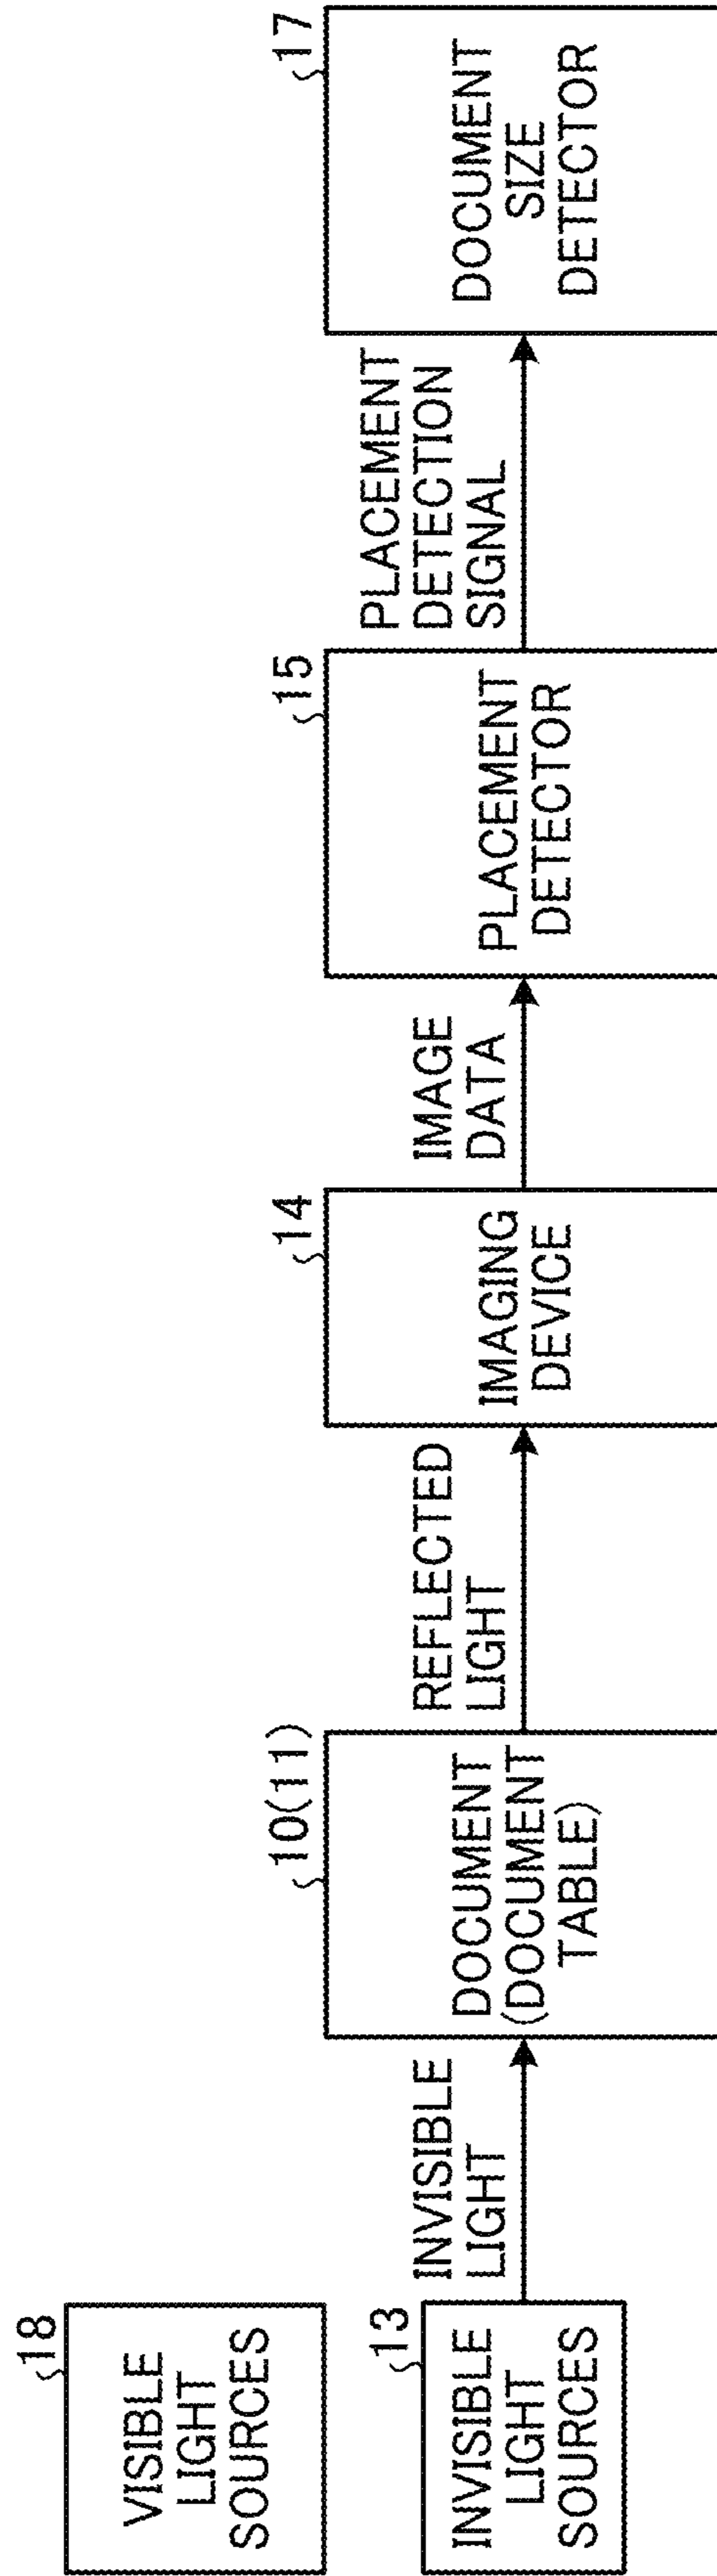 18
VISIBLE
LIGHT
SOURCES
13
INVISIBLE
LIGHT
SOURCES
INVISIBLE
LIGHT
10(11)
DOCUMENT
(DOCUMENT
TABLE)
REFLECTED
LIGHT
14
IMAGING
DEVICE
IMAGE
DATA
15
PLACEMENT
DETECTOR
PLACEMENT
DETECTION
SIGNAL
17
DOCUMENT
SIZE
DETECTOR